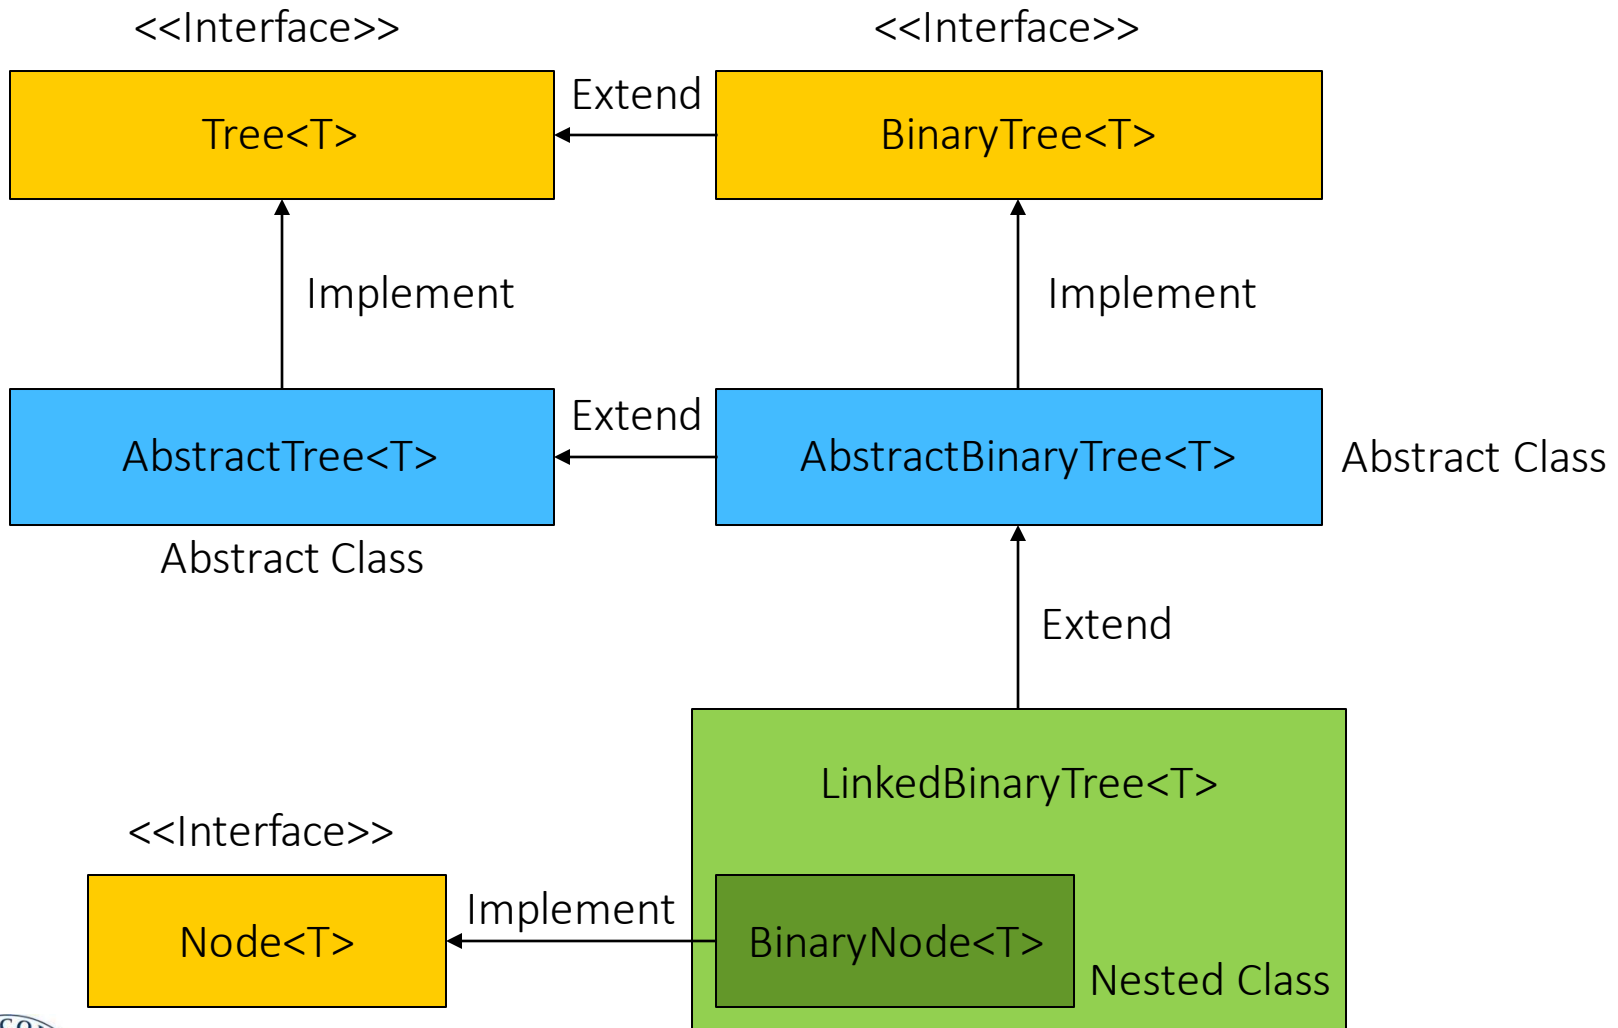 <<Interface>>
<<Interface>>
Tree<T>
Extend
BinaryTree<T>
Implement
Implement
AbstractTree<T>
Extend
AbstractBinaryTree<T>
Abstract Class
Abstract Class
Extend
LinkedBinaryTree<T>
<<Interface>>
Node<T>
Implement
BinaryNode<T>
Nested Class